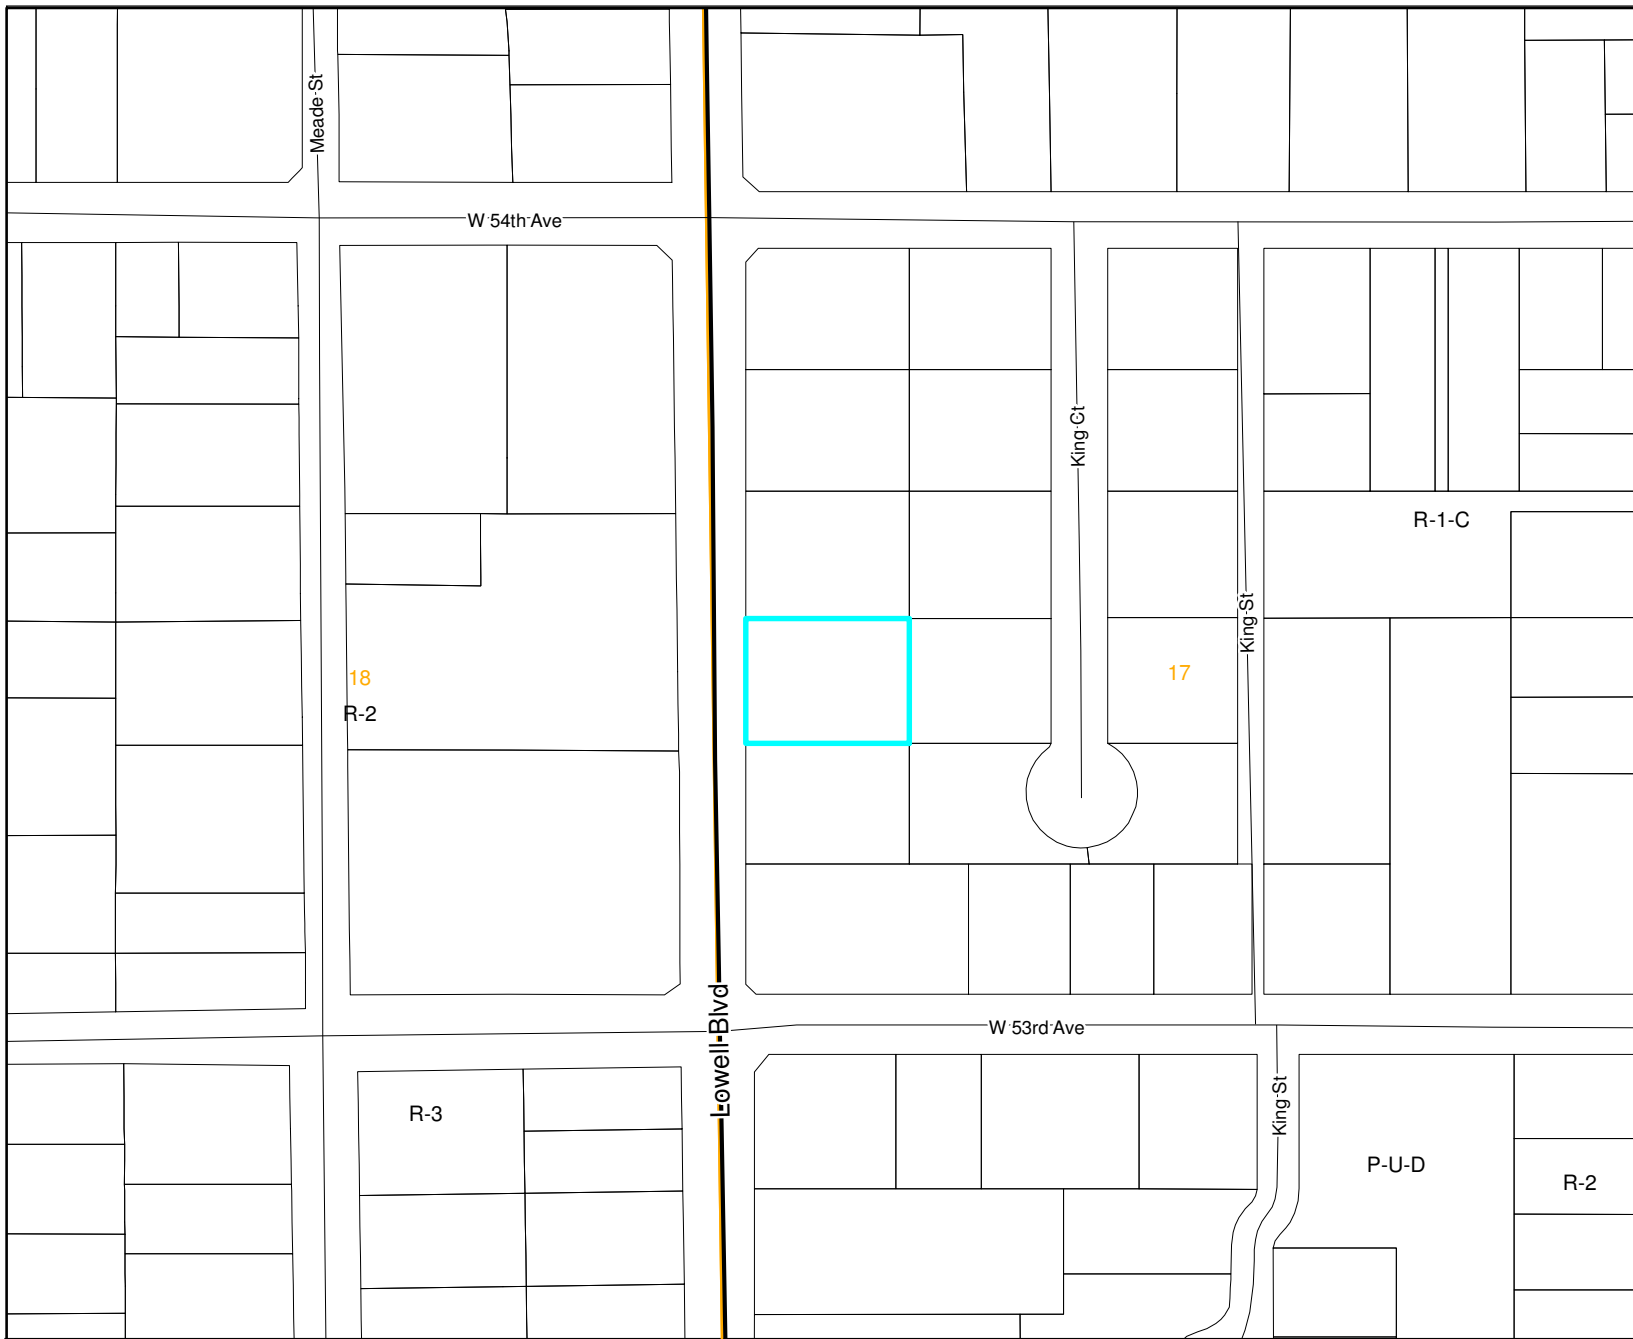 Meade St
W 54th Ave
King Ct
R-1-C
King St
18
17
R-2
Lowell Blvd
W 53rd Ave
King St
R-3
P-U-D
R-2